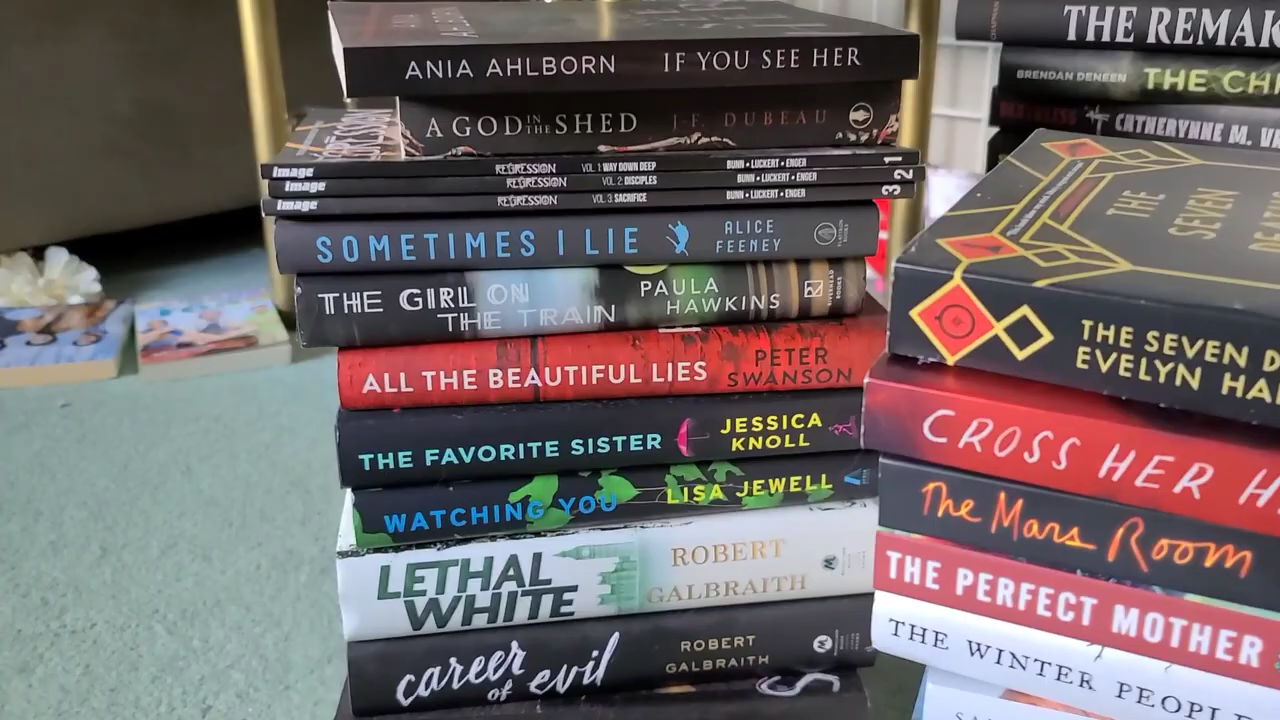 ANIA AHLBORN IF YOU SEE HER
A GOD IN THE SHED J-F. DUBEAU
image REGRESSION VOL. 1 WAY DOWN DEEP BUNN • LUCKERT • ENGER 1
image REGRESSION VOL. 2: DISCIPLES BUNN • LUCKERT • ENGER 2
image REGRESSION VOL. 3: SACRIFICE BUNN • LUCKERT • ENGER 3
SOMETIMES I LIE ALICE
FEENEY
THE GIRL ON PAULA
THE TRAIN HAWKINS
RIVERHEAD
BOOKS
ALL THE BEAUTIFUL LIES PETER
SWANSON
THE FAVORITE SISTER JESSICA
KNOLL
WATCHING YOU LISA JEWELL
LETHAL ROBERT
WHITE GALBRAITH
career ROBERT
of evil GALBRAITH
S
THE REMAK
BRENDAN DENEEN THE CH
DEATHLESS CATHERYNNE M. V
THE
SEVEN
THE SEVEN D
EVELYN HA
CROSS HER H
The Mars Room
THE PERFECT MOTHER
THE WINTER PEOPLE